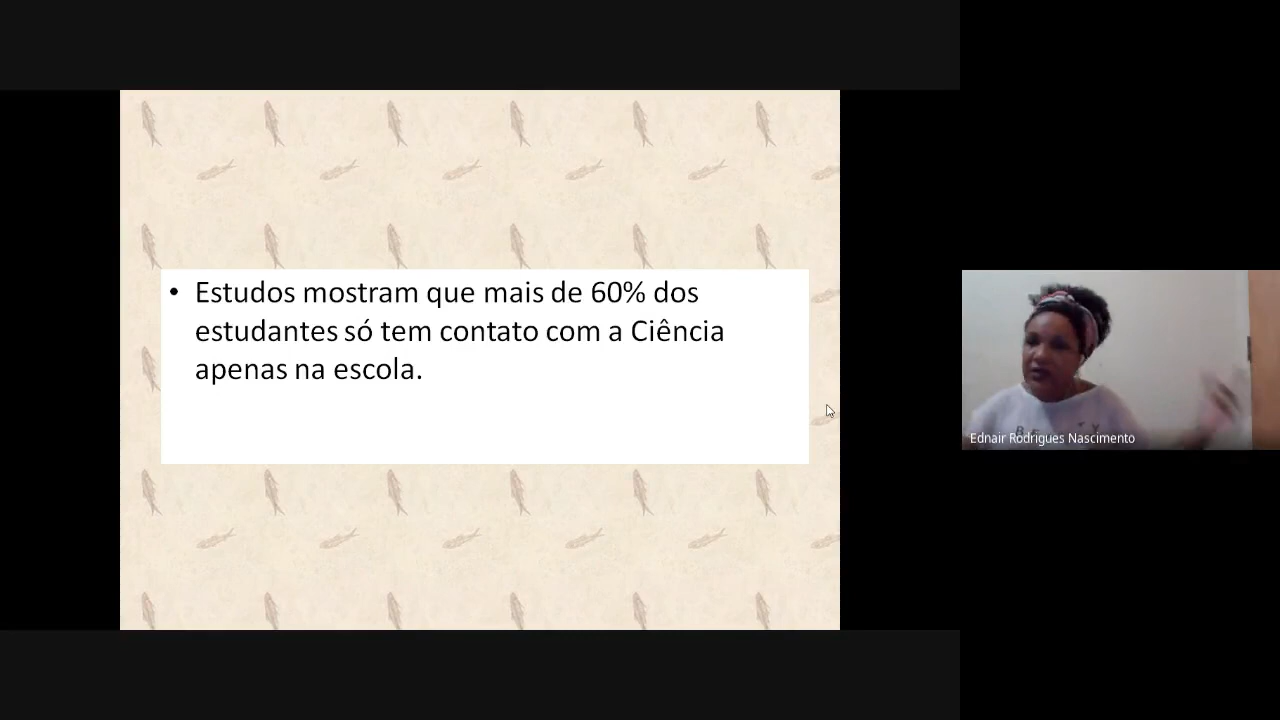 • Estudos mostram que mais de 60% dos
estudantes só tem contato com a Ciência
apenas na escola.
Ednair Rodrigues Nascimento